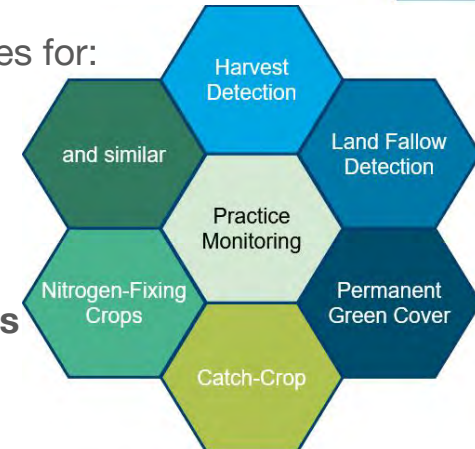 es for:
Harvest
Detection
and similar
Land Fallow
Detection
Practice
Monitoring
Nitrogen-Fixing
Crops
s
Permanent
Green Cover
Catch-Crop